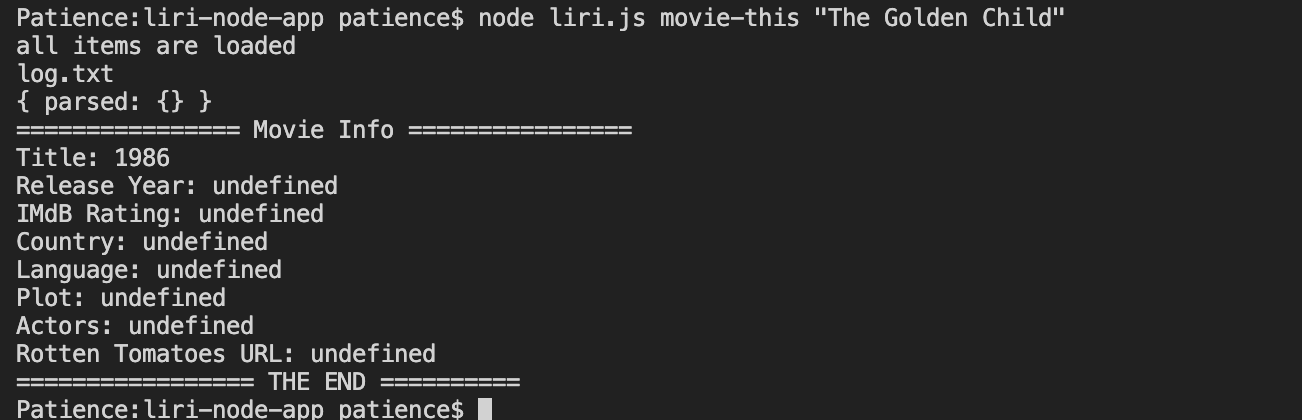 Patience:liri-node-app patience$ node liri.js movie-this "The Golden Child"
all items are loaded
log.txt
{ parsed: {} }
================ Movie Info ================
Title: 1986
Release Year: undefined
IMdB Rating: undefined
Country: undefined
Language: undefined
Plot: undefined
Actors: undefined
Rotten Tomatoes URL: undefined
================= THE END ==========
Patience:liri-node-app patience$